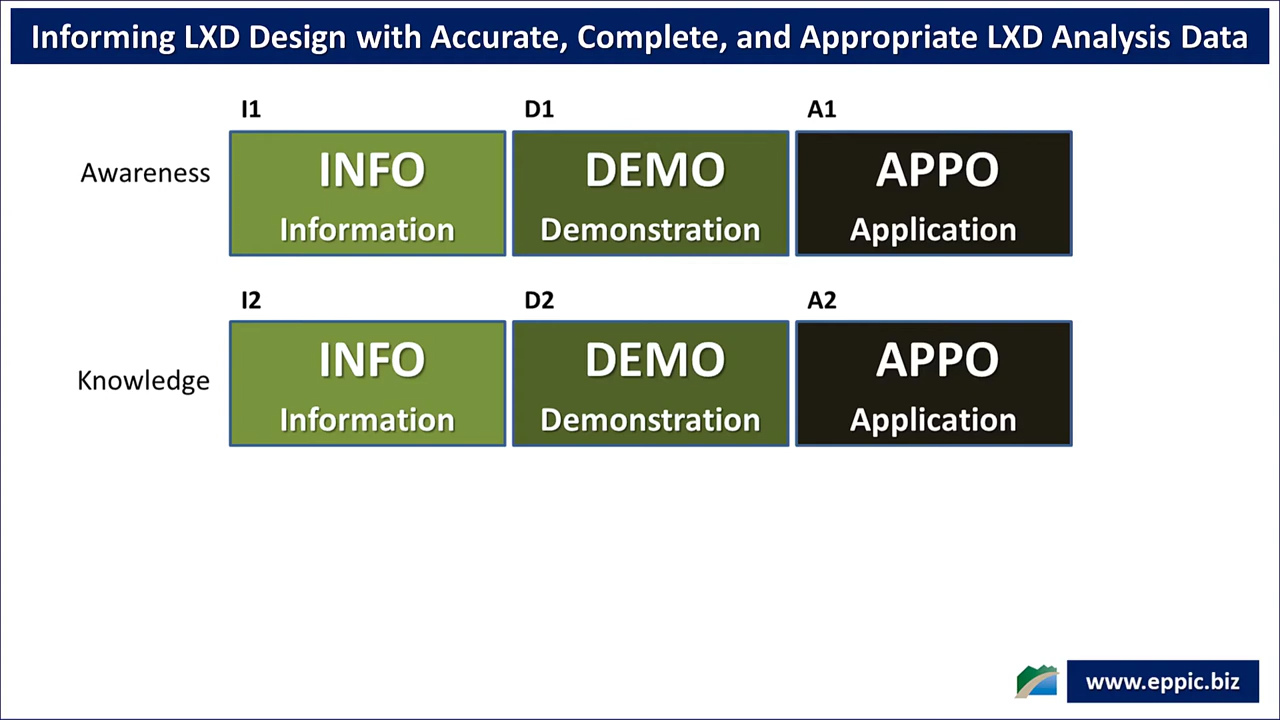 Informing LXD Design with Accurate, Complete, and Appropriate LXD Analysis Data
I1 D1 A1
Awareness
INFO DEMO APPO
Information Demonstration Application
I2 D2 A2
Knowledge
INFO DEMO APPO
Information Demonstration Application
www.eppic.biz